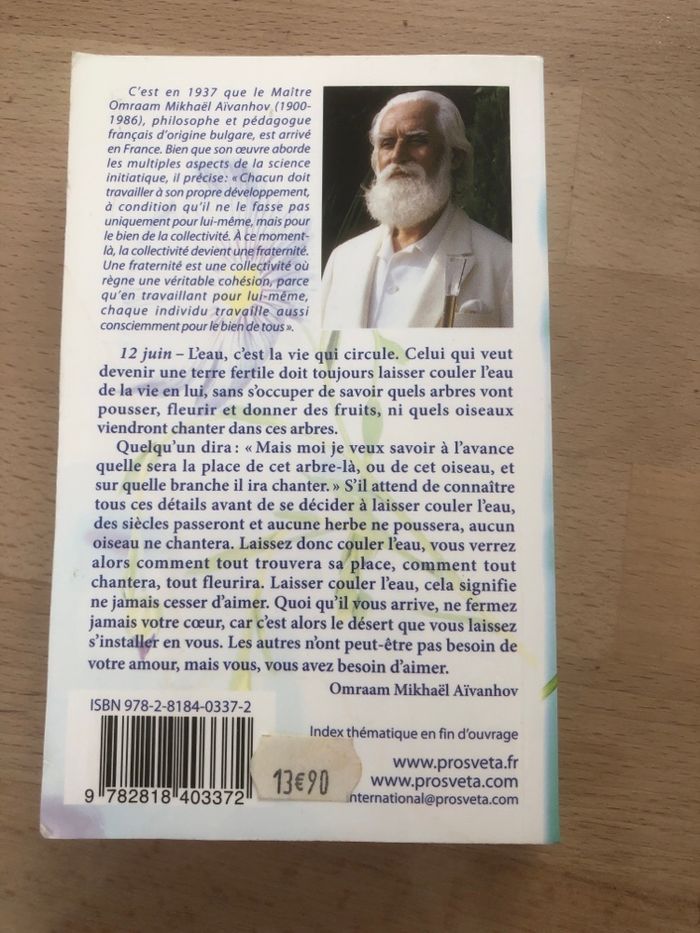 C'est en 1937 que le Maître
Omraam Mikhaël Aïvanhov (1900-
1986), philosophe et pédagogue
français d'origine bulgare, est arrivé
en France. Bien que son œuvre aborde
les multiples aspects de la science
initiatique, il précise : « Chacun doit
travailler à son propre développement,
à condition qu'il ne le fasse pas
uniquement pour lui-même, mais pour
le bien de la collectivité. À ce moment-
là, la collectivité devient une fraternité.
Une fraternité est une collectivité où
règne une véritable cohésion, parce
qu'en travaillant pour lui-même,
chaque individu travaille aussi
consciemment pour le bien de tous ».
12 juin – L'eau, c'est la vie qui circule. Celui qui veut
devenir une terre fertile doit toujours laisser couler l'eau
de la vie en lui, sans s'occuper de savoir quels arbres vont
pousser, fleurir et donner des fruits, ni quels oiseaux
viendront chanter dans ces arbres.
Quelqu'un dira : « Mais moi je veux savoir à l'avance
quelle sera la place de cet arbre-là, ou de cet oiseau, et
sur quelle branche il ira chanter. » S'il attend de connaître
tous ces détails avant de se décider à laisser couler l'eau,
des siècles passeront et aucune herbe ne poussera, aucun
oiseau ne chantera. Laissez donc couler l'eau, vous verrez
alors comment tout trouvera sa place, comment tout
chantera, tout fleurira. Laisser couler l'eau, cela signifie
ne jamais cesser d'aimer. Quoi qu'il vous arrive, ne fermez
jamais votre cœur, car c'est alors le désert que vous laissez
s'installer en vous. Les autres n'ont peut-être pas besoin de
votre amour, mais vous, vous avez besoin d'aimer.
Omraam Mikhaël Aïvanhov
ISBN 978-2-8184-0337-2
Index thématique en fin d'ouvrage
www.prosveta.fr
www.prosveta.com
international@prosveta.com
9 782818 403372
13€90